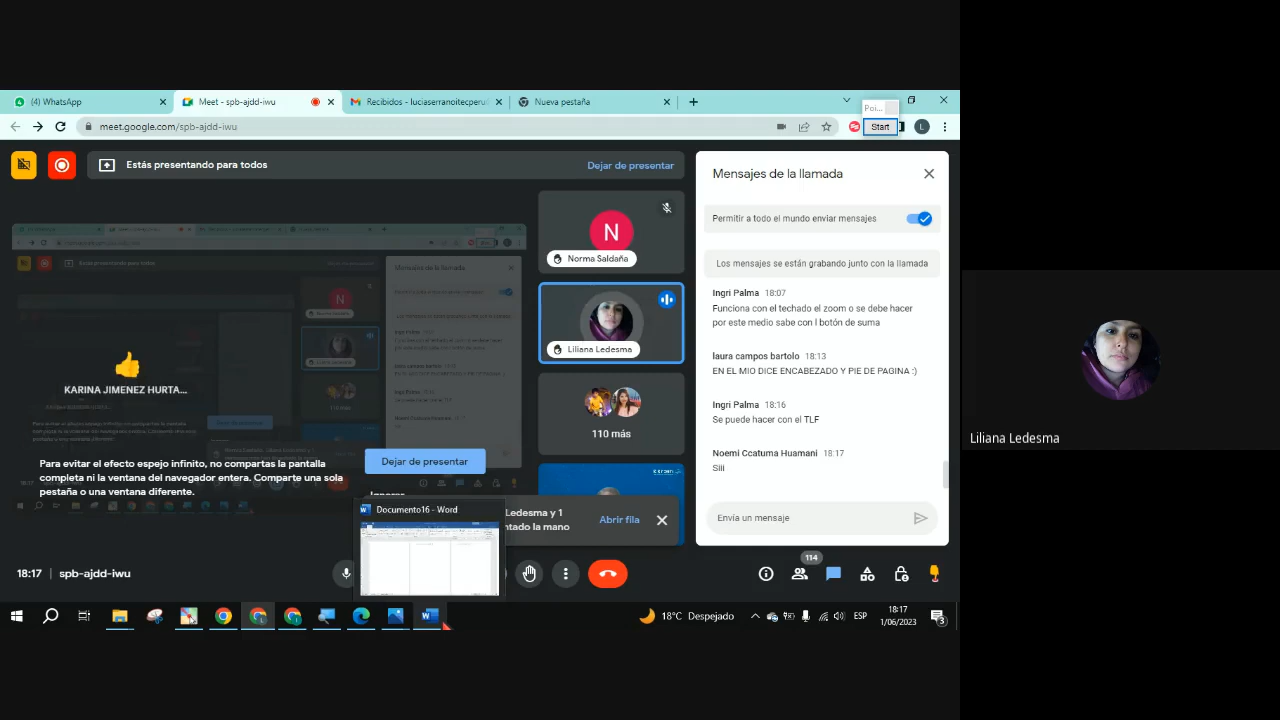 (4) WhatsApp
Meet - spb-ajdd-iwu
Recibidos - luciaserranoitecperu
Nueva pestaña
meet.google.com/spb-ajdd-iwu
Poi...
Start
L
Estás presentando para todos
Dejar de presentar
Mensajes de la llamada
Permitir a todo el mundo enviar mensajes
Los mensajes se están grabando junto con la llamada
Ingri Palma 18:07
Funciona con el techado el zoom o se debe hacer
por este medio sabe con l botón de suma
laura campos bartolo 18:13
EN EL MIO DICE ENCABEZADO Y PIE DE PAGINA :)
Ingri Palma 18:16
Se puede hacer con el TLF
Noemi Ccatuma Huamani 18:17
Siii
Envía un mensaje
N
Norma Saldaña
Liliana Ledesma
110 más
KARINA JIMENEZ HURTA...
Para evitar el efecto espejo infinito, no compartas la pantalla
completa ni la ventana del navegador entera. Comparte una sola
pestaña o una ventana diferente.
Dejar de presentar
Ignorar
Documento16 - Word
Ledesma y 1
ntado la mano
Abrir fila
18:17 | spb-ajdd-iwu
114
18°C Despejado
ESP
18:17
1/06/2023
3
Liliana Ledesma